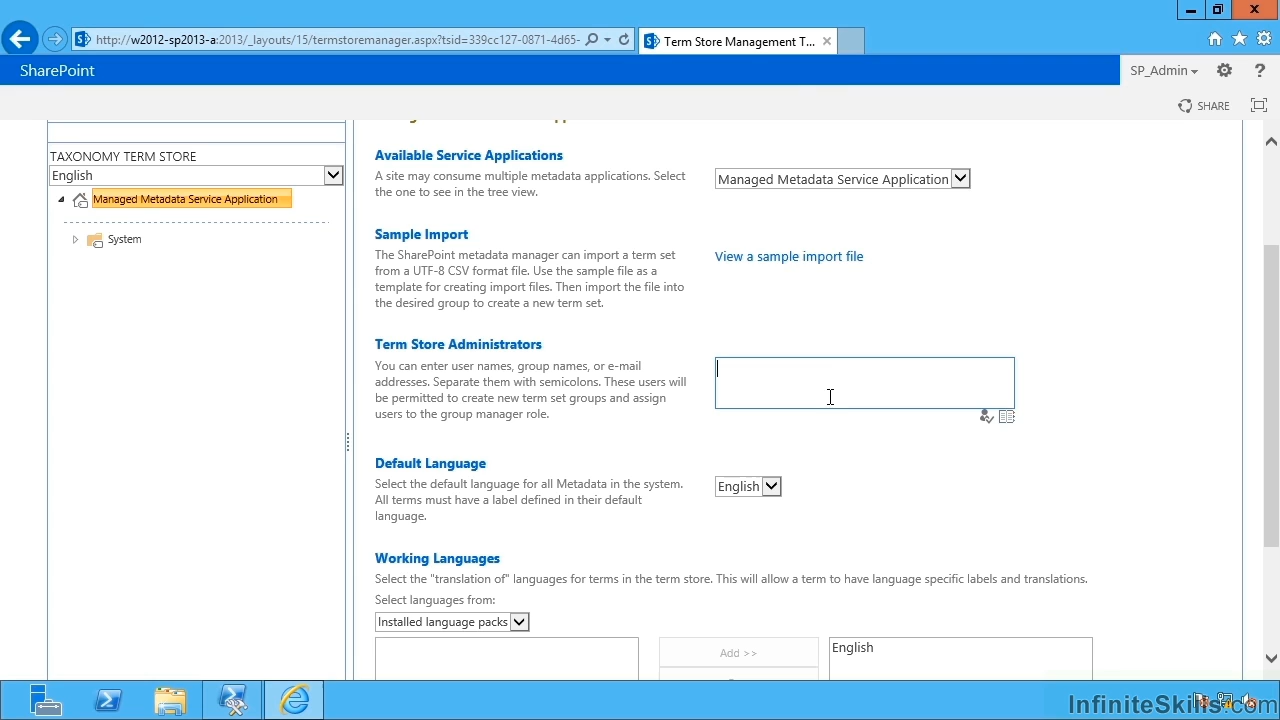 http://w2012-sp2013-a:2013/_layouts/15/termstoremanager.aspx?tsid=339cc127-0871-4d65-
Term Store Management T...
SharePoint
SP_Admin
?
SHARE
TAXONOMY TERM STORE
English
Managed Metadata Service Application
System
Available Service Applications
A site may consume multiple metadata applications. Select
the one to see in the tree view.
Managed Metadata Service Application
Sample Import
The SharePoint metadata manager can import a term set
from a UTF-8 CSV format file. Use the sample file as a
template for creating import files. Then import the file into
the desired group to create a new term set.
View a sample import file
Term Store Administrators
You can enter user names, group names, or e-mail
addresses. Separate them with semicolons. These users will
be permitted to create new term set groups and assign
users to the group manager role.
Default Language
Select the default language for all Metadata in the system.
All terms must have a label defined in their default
language.
English
Working Languages
Select the "translation of" languages for terms in the term store. This will allow a term to have language specific labels and translations.
Select languages from:
Installed language packs
Add >>
English
InfiniteSkills.com